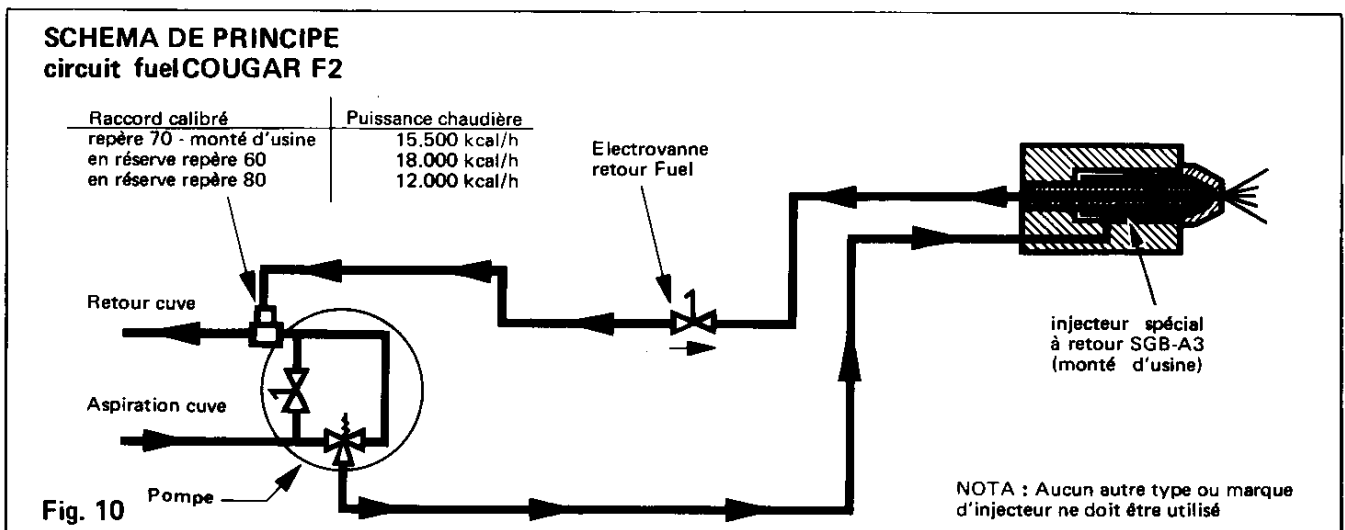 SCHEMA DE PRINCIPE
circuit fuel COUGAR F2
Raccord calibré
Puissance chaudière
repère 70 - monté d'usine
15.500 kcal/h
en réserve repère 60
18.000 kcal/h
en réserve repère 80
12.000 kcal/h
Electrovanne
retour Fuel
Retour cuve
injecteur spécial
à retour SGB-A3
(monté d'usine)
Aspiration cuve
Pompe
Fig. 10
NOTA : Aucun autre type ou marque
d'injecteur ne doit être utilisé